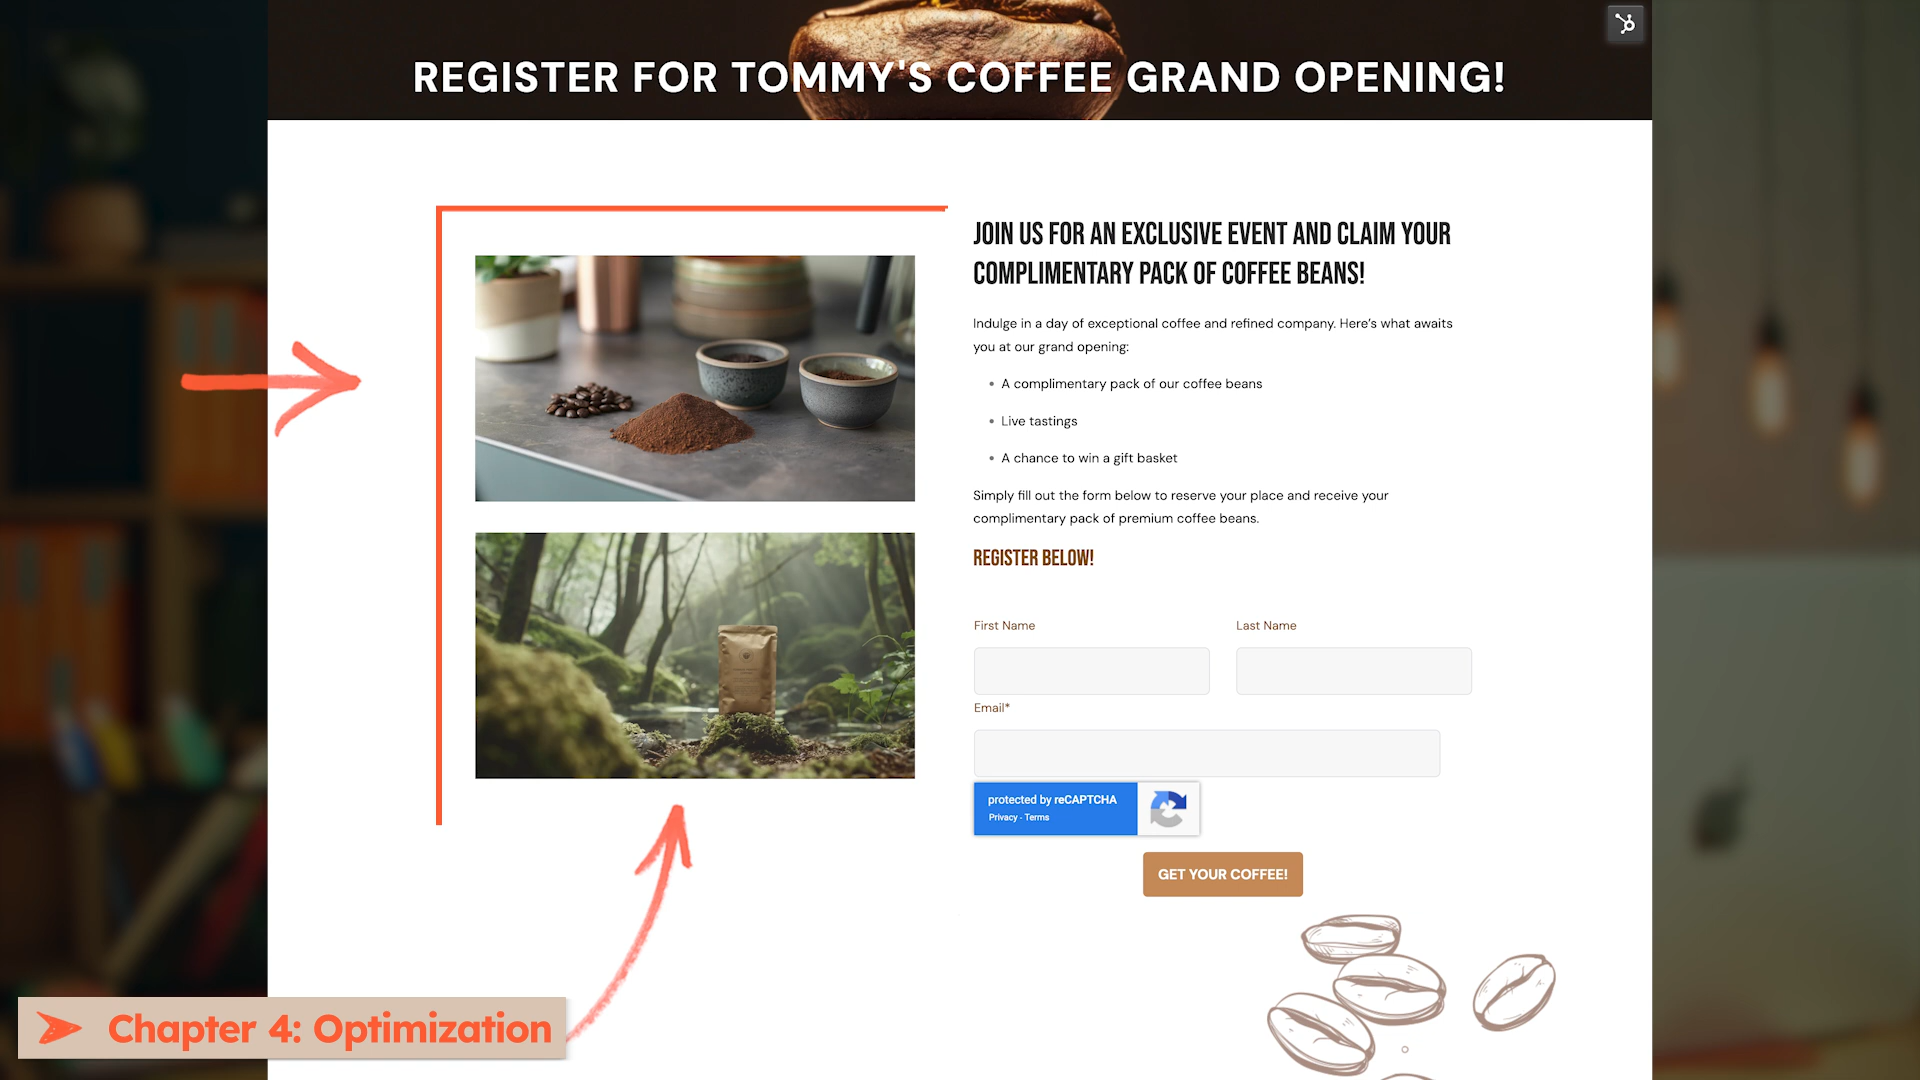 REGISTER FOR TOMMY'S COFFEE GRAND OPENING!
JOIN US FOR AN EXCLUSIVE EVENT AND CLAIM YOUR
COMPLIMENTARY PACK OF COFFEE BEANS!
Indulge in a day of exceptional coffee and refined company. Here's what awaits
you at our grand opening:
• A complimentary pack of our coffee beans
• Live tastings
• A chance to win a gift basket
Simply fill out the form below to reserve your place and receive your
complimentary pack of premium coffee beans.
REGISTER BELOW!
First Name
Last Name
Email*
protected by reCAPTCHA
Privacy - Terms
GET YOUR COFFEE!
Chapter 4: Optimization